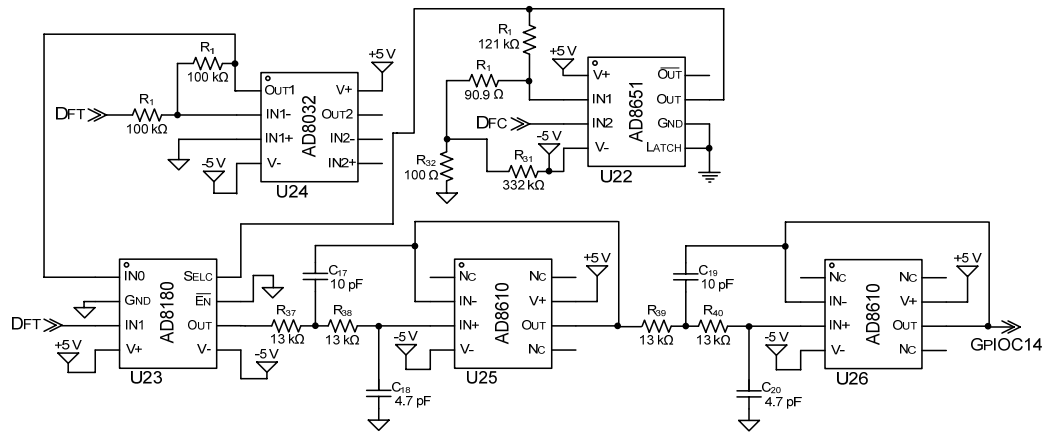 R1
100 kΩ
DFT
R1
100 kΩ
OUT1
IN1-
IN1+
V-
V+
OUT2
IN2-
IN2+
AD8032
U24
+5 V
-5 V
R1
121 kΩ
R1
90.9 Ω
DFC
R32
100 Ω
R31
332 kΩ
-5 V
+5 V
V+
IN1
IN2
V-
OUT
OUT
GND
LATCH
AD8651
U22
IN0
GND
IN1
V+
SELC
EN
OUT
V-
AD8180
U23
DFT
+5 V
-5 V
R37
13 kΩ
R38
13 kΩ
C17
10 pF
C18
4.7 pF
NC
IN-
IN+
V-
NC
V+
OUT
NC
AD8610
U25
-5 V
+5 V
R39
13 kΩ
R40
13 kΩ
C19
10 pF
C20
4.7 pF
NC
IN-
IN+
V-
NC
V+
OUT
NC
AD8610
U26
-5 V
+5 V
GPIOC14